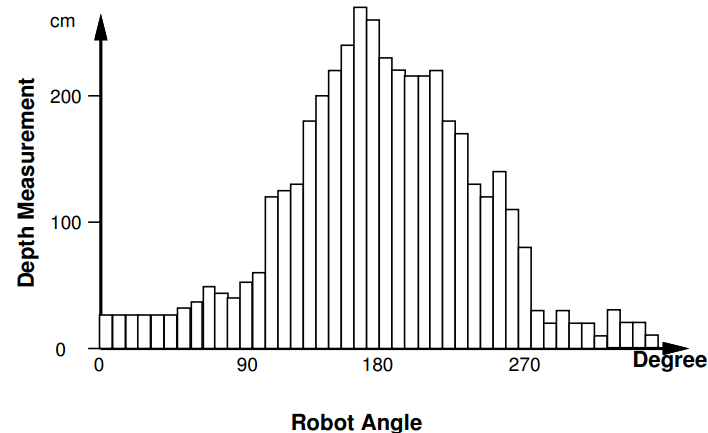 cm
200
100
0
Depth Measurement
0 90 180 270
Degree
Robot Angle